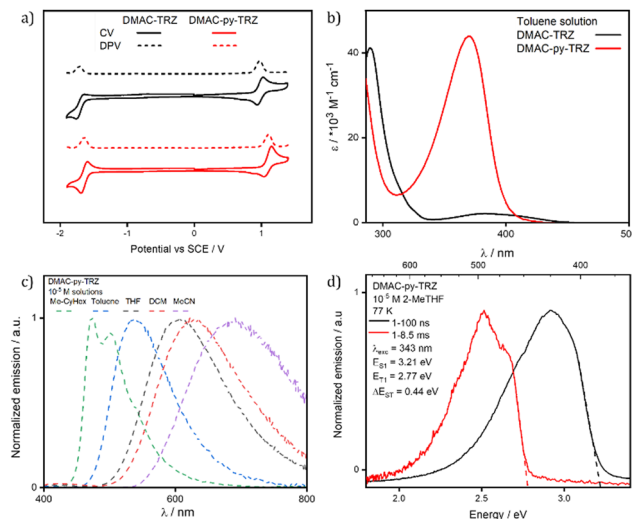 a)
DMAC-TRZ DMAC-py-TRZ
CV
DPV
-2 -1 0 1
Potential vs SCE / V
b)
Toluene solution
DMAC-TRZ
DMAC-py-TRZ
40
20
0
ε / *10³ M⁻¹ cm⁻¹
300 400 50
λ / nm
c)
DMAC-py-TRZ
10⁻⁵ M solutions
Me-CyHex Toluene THF DCM MeCN
1
0
Normalized emission / a.u.
400 600 800
λ / nm
600 500 400
d)
DMAC-py-TRZ
10⁻⁵ M 2-MeTHF
77 K
1-100 ns
1-8.5 ms
λexc = 343 nm
ES1 = 3.21 eV
ET1 = 2.77 eV
ΔEST = 0.44 eV
1
0
Normalized emission / a.u.
2.0 2.5 3.0
Energy / eV